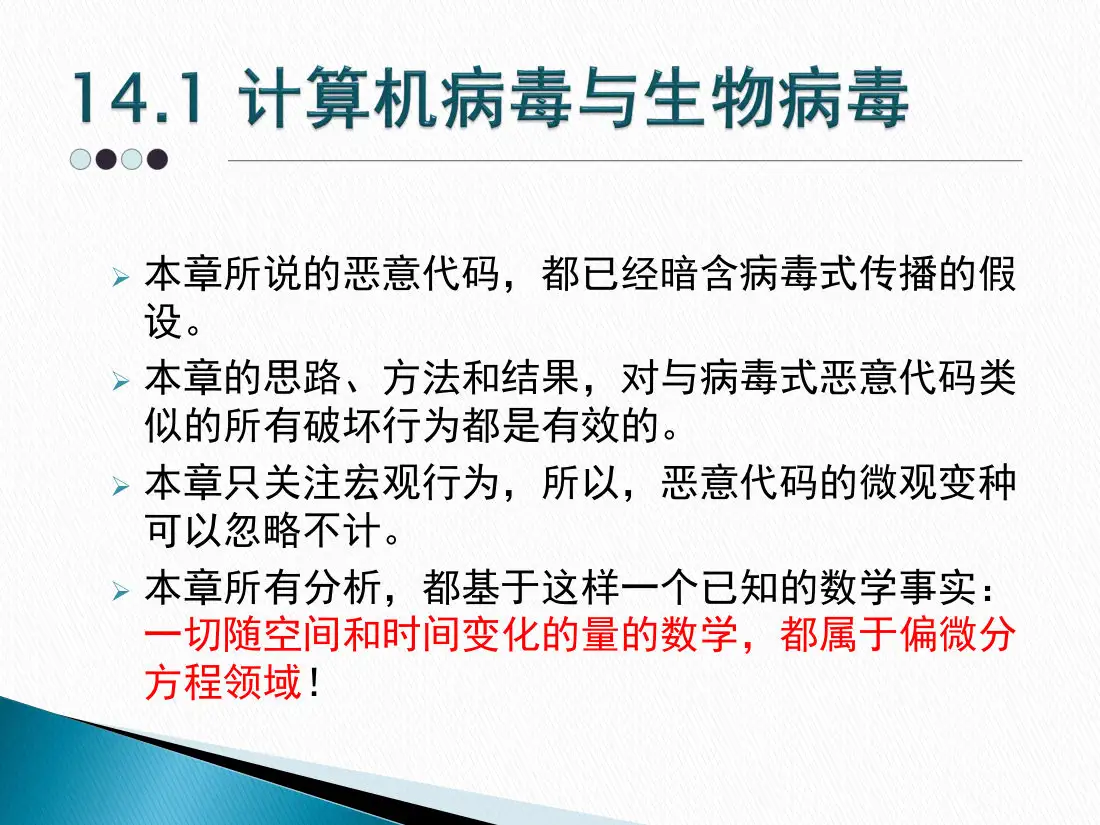 14.1 计算机病毒与生物病毒
本章所说的恶意代码，都已经暗含病毒式传播的假
设。
本章的思路、方法和结果，对与病毒式恶意代码类
似的所有破坏行为都是有效的。
本章只关注宏观行为，所以，恶意代码的微观变种
可以忽略不计。
本章所有分析，都基于这样一个已知的数学事实：
一切随空间和时间变化的量的数学，都属于偏微分
方程领域！